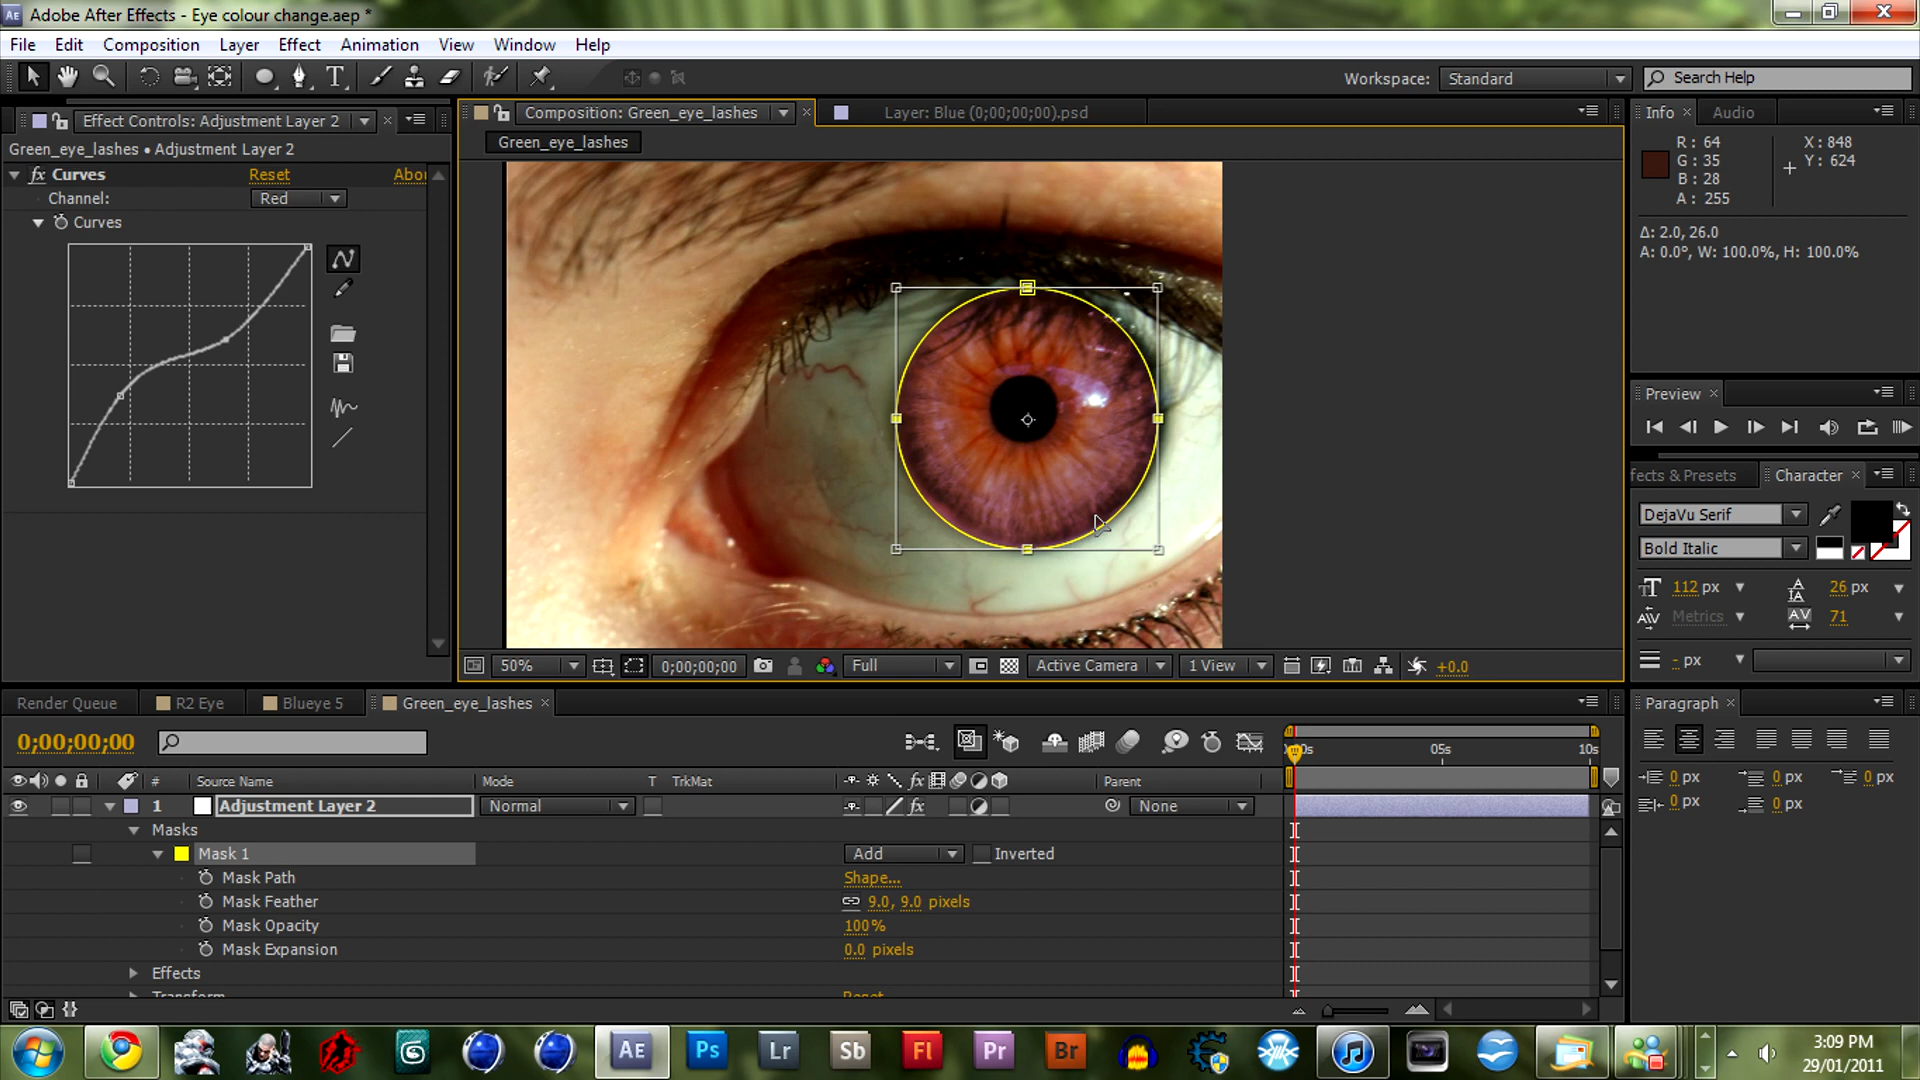 Adobe After Effects - Eye colour change.aep *
File Edit Composition Layer Effect Animation View Window Help
Workspace: Standard Search Help
Effect Controls: Adjustment Layer 2
Composition: Green_eye_lashes
Layer: Blue (0;00;00;00).psd
Info Audio
Green_eye_lashes • Adjustment Layer 2
Green_eye_lashes
fx Curves Reset Abou
Channel: Red
Curves
R: 64
G: 35
B: 28
A: 255
X: 848
Y: 624
Δ: 2.0, 26.0
A: 0.0°, W: 100.0%, H: 100.0%
Preview
ffects & Presets Character
DejaVu Serif
Bold Italic
112 px 26 px
Metrics 71
- px
50% 0;00;00;00 Full Active Camera 1 View +0.0
Render Queue R2 Eye Blueye 5 Green_eye_lashes
Paragraph
0;00;00;00
0s 05s 10s
# Source Name Mode T TrkMat Parent
1 Adjustment Layer 2 Normal fx None
Masks
Mask 1 Add Inverted
Mask Path Shape...
Mask Feather 9.0, 9.0 pixels
Mask Opacity 100%
Mask Expansion 0.0 pixels
Effects
Transform Reset
0 px 0 px 0 px
0 px 0 px
AE Ps Lr Sb Fl Pr Br
3:09 PM
29/01/2011